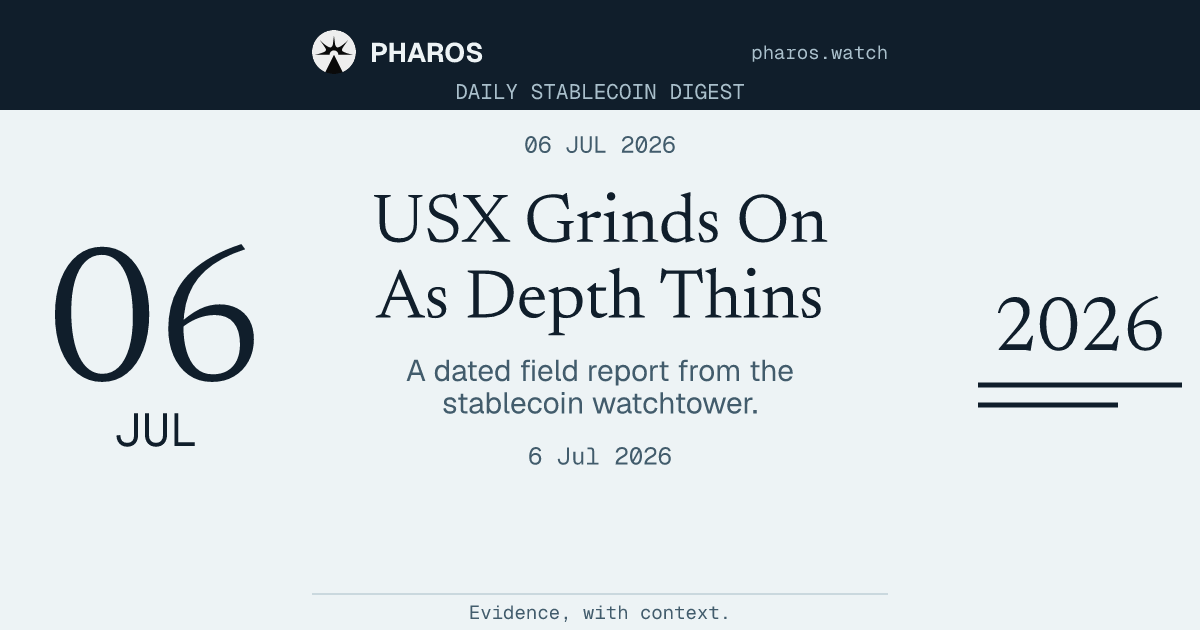 PHAROS
pharos.watch
DAILY STABLECOIN DIGEST
06 JUL 2026
USX Grinds On
As Depth Thins
A dated field report from the
stablecoin watchtower.
6 Jul 2026
06
JUL
2026
Evidence, with context.